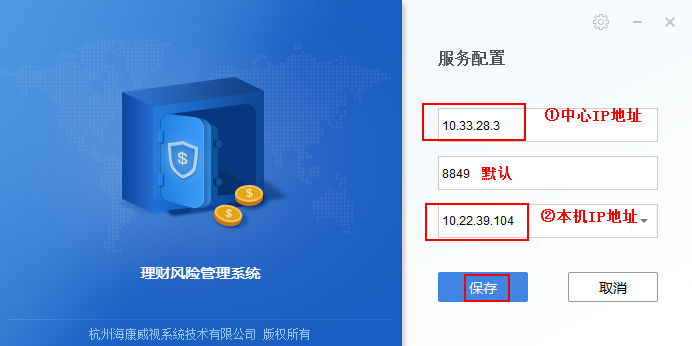 服务配置
10.33.28.3 ①中心IP地址
8849 默认
10.22.39.104 ②本机IP地址
保存 取消
$
$
$
理财风险管理系统
杭州海康威视系统技术有限公司 版权所有